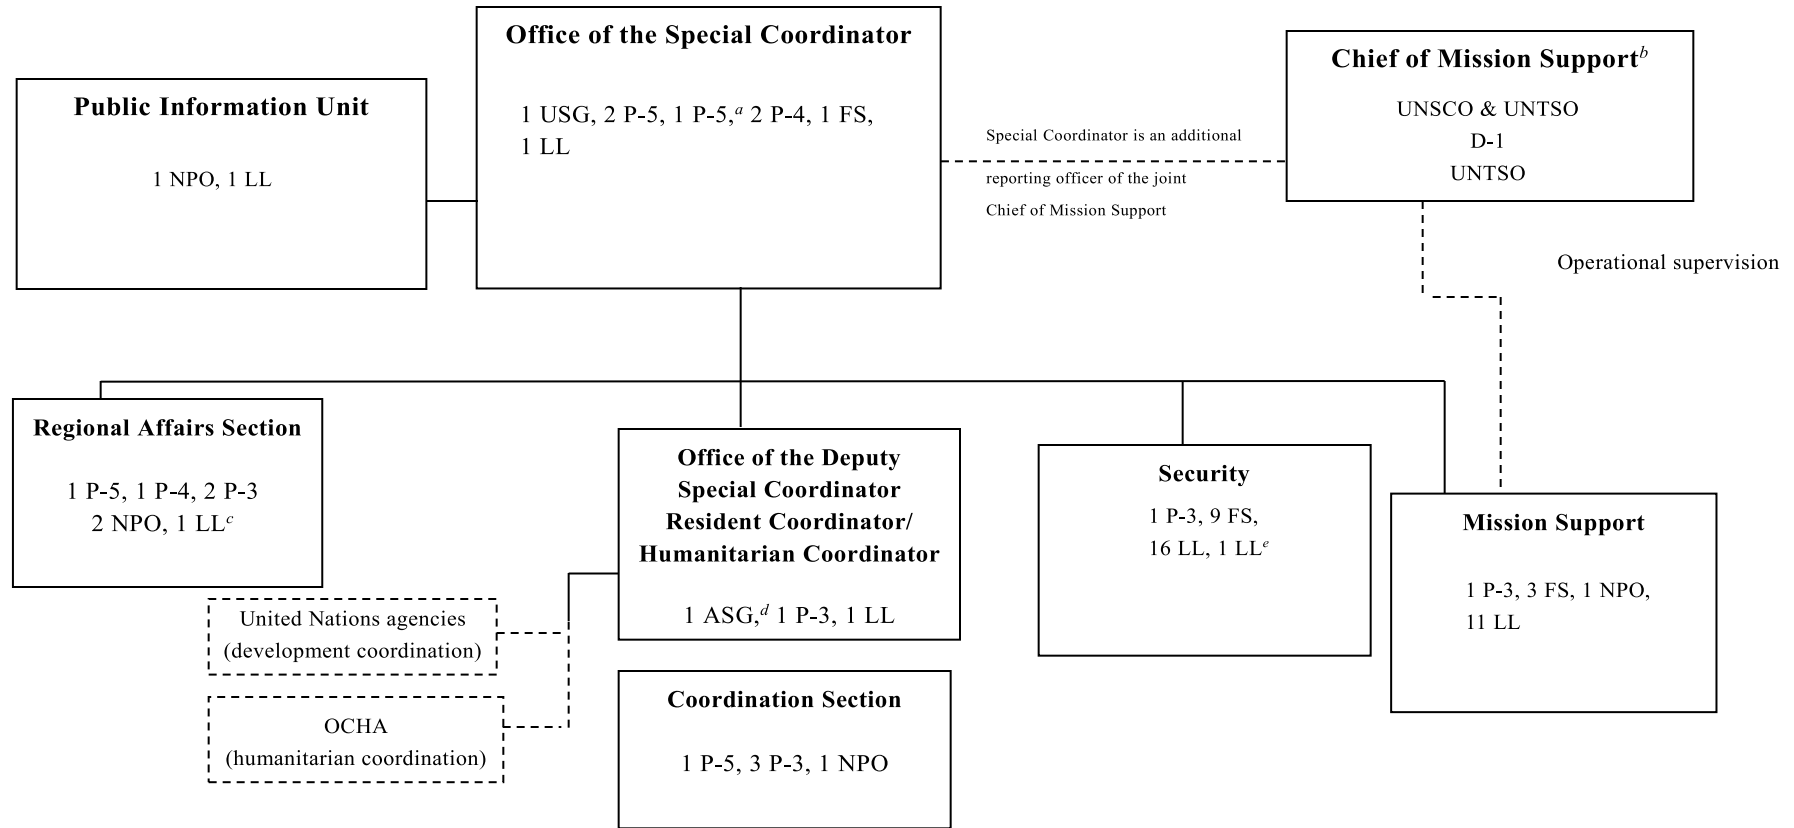 Office of the Special Coordinator
1 USG, 2 P-5, 1 P-5,ᵃ 2 P-4, 1 FS,
1 LL
Public Information Unit
1 NPO, 1 LL
Chief of Mission Supportᵇ
UNSCO & UNTSO
D-1
UNTSO
Special Coordinator is an additional
reporting officer of the joint
Chief of Mission Support
Operational supervision
Regional Affairs Section
1 P-5, 1 P-4, 2 P-3
2 NPO, 1 LLᶜ
Office of the Deputy
Special Coordinator
Resident Coordinator/
Humanitarian Coordinator
1 ASG,ᵈ 1 P-3, 1 LL
Security
1 P-3, 9 FS,
16 LL, 1 LLᵉ
Mission Support
1 P-3, 3 FS, 1 NPO,
11 LL
United Nations agencies
(development coordination)
OCHA
(humanitarian coordination)
Coordination Section
1 P-5, 3 P-3, 1 NPO